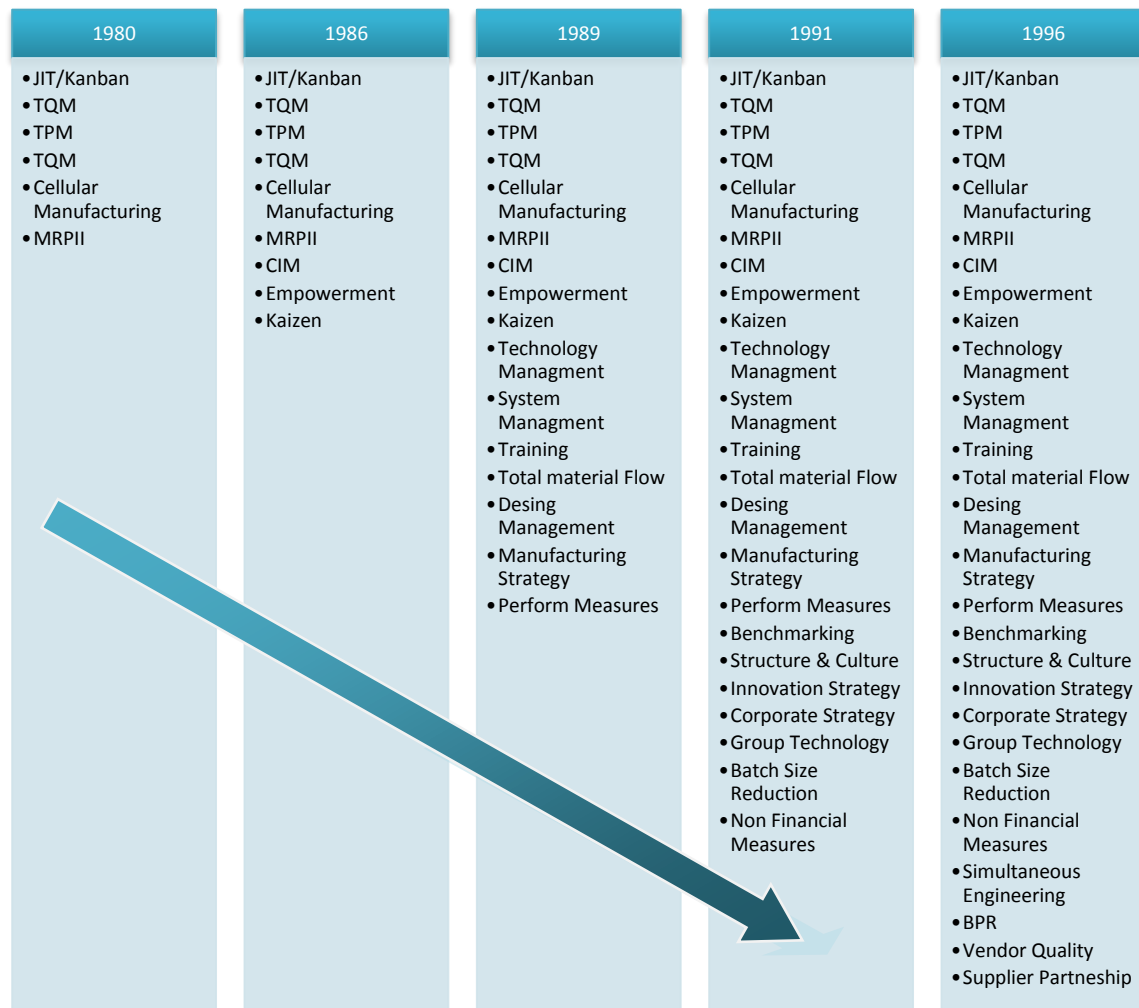 1980
•JIT/Kanban
•TQM
•TPM
•TQM
•Cellular
Manufacturing
•MRPII
1986
•JIT/Kanban
•TQM
•TPM
•TQM
•Cellular
Manufacturing
•MRPII
•CIM
•Empowerment
•Kaizen
1989
•JIT/Kanban
•TQM
•TPM
•TQM
•Cellular
Manufacturing
•MRPII
•CIM
•Empowerment
•Kaizen
•Technology
Managment
•System
Managment
•Training
•Total material Flow
•Desing
Management
•Manufacturing
Strategy
•Perform Measures
1991
•JIT/Kanban
•TQM
•TPM
•TQM
•Cellular
Manufacturing
•MRPII
•CIM
•Empowerment
•Kaizen
•Technology
Managment
•System
Managment
•Training
•Total material Flow
•Desing
Management
•Manufacturing
Strategy
•Perform Measures
•Benchmarking
•Structure & Culture
•Innovation Strategy
•Corporate Strategy
•Group Technology
•Batch Size
Reduction
•Non Financial
Measures
1996
•JIT/Kanban
•TQM
•TPM
•TQM
•Cellular
Manufacturing
•MRPII
•CIM
•Empowerment
•Kaizen
•Technology
Managment
•System
Managment
•Training
•Total material Flow
•Desing
Management
•Manufacturing
Strategy
•Perform Measures
•Benchmarking
•Structure & Culture
•Innovation Strategy
•Corporate Strategy
•Group Technology
•Batch Size
Reduction
•Non Financial
Measures
•Simultaneous
Engineering
•BPR
•Vendor Quality
•Supplier Partneship